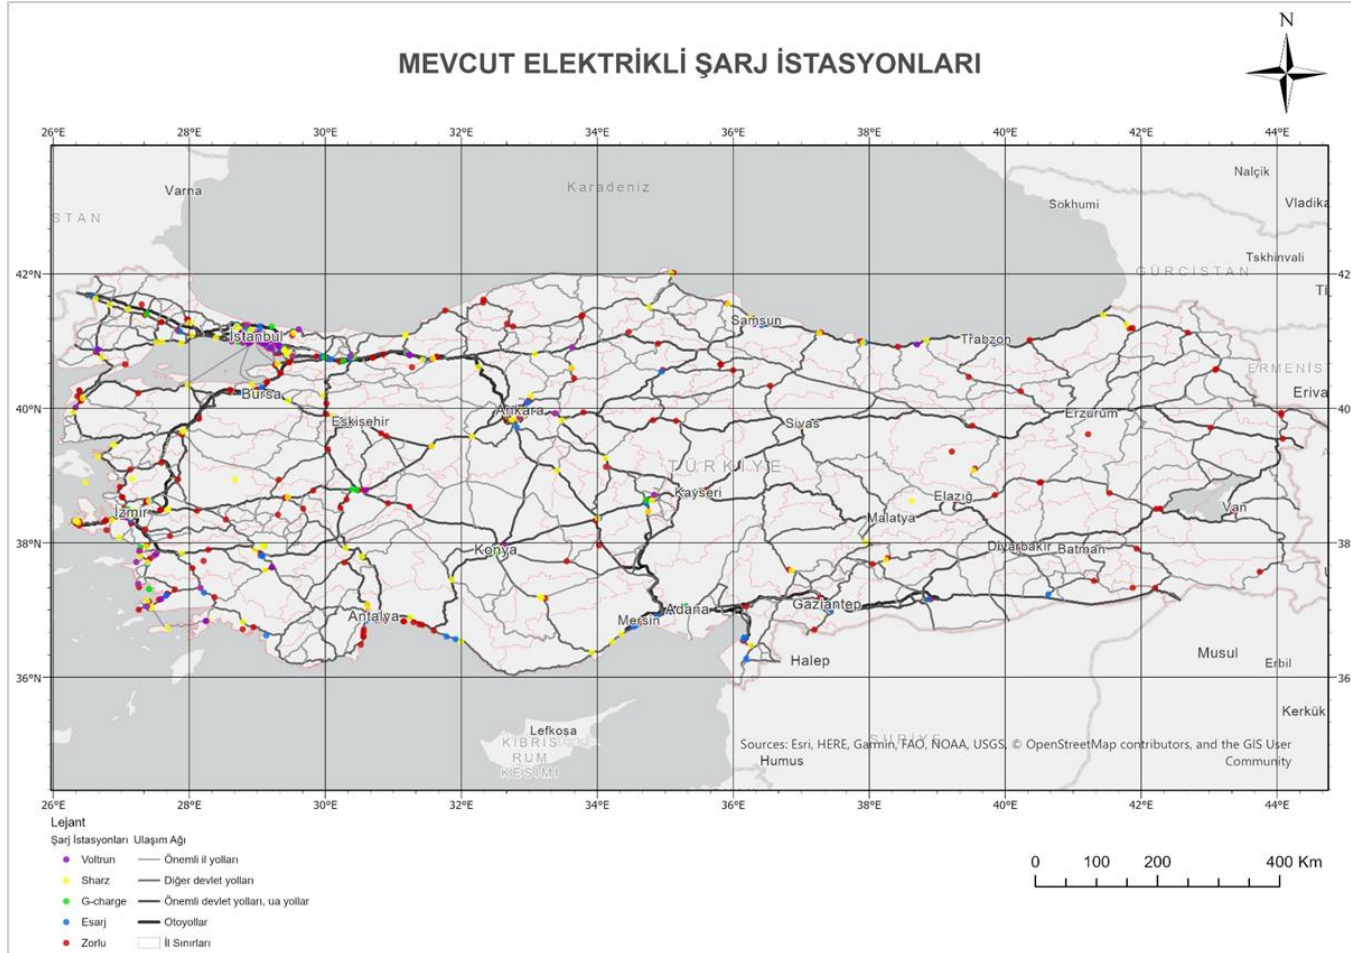 N
MEVCUT ELEKTRİKLİ ŞARJ İSTASYONLARI
26°E 28°E 30°E 32°E 34°E 36°E 38°E 40°E 42°E 44°E
Nalçik
Varna
Karadeniz
Sokhumi
Vladika
STAN
Tskhinvali
42°N
GÜRCİSTAN
42°
Ti
Samsun
İstanbul
Trabzon
ERMENİS
Bursa
Eriva
40°N
Ankara
Erzurum
40
Eskişehir
Sivas
TÜRKİYE
Kayseri
Elazığ
İzmir
Malatya
Van
38°N
Konya
Diyarbakır
Batman
38
Antalya
Mersin
Adana
Gaziantep
Halep
Musul
Erbil
36°N
36
Kerkük
Lefkoşa
KIBRIS
RUM
KESİMİ
SURİYE
Sources: Esri, HERE, Garmin, FAO, NOAA, USGS, © OpenStreetMap contributors, and the GIS User
Community
Humus
26°E 28°E 30°E 32°E 34°E 36°E 38°E 40°E 42°E 44°E
Lejant
Şarj İstasyonları Ulaşım Ağı
Voltrun Önemli il yolları
Sharz Diğer devlet yolları
G-charge Önemli devlet yolları, ua yollar
Esarj Otoyollar
Zorlu İl Sınırları
0 100 200 400 Km